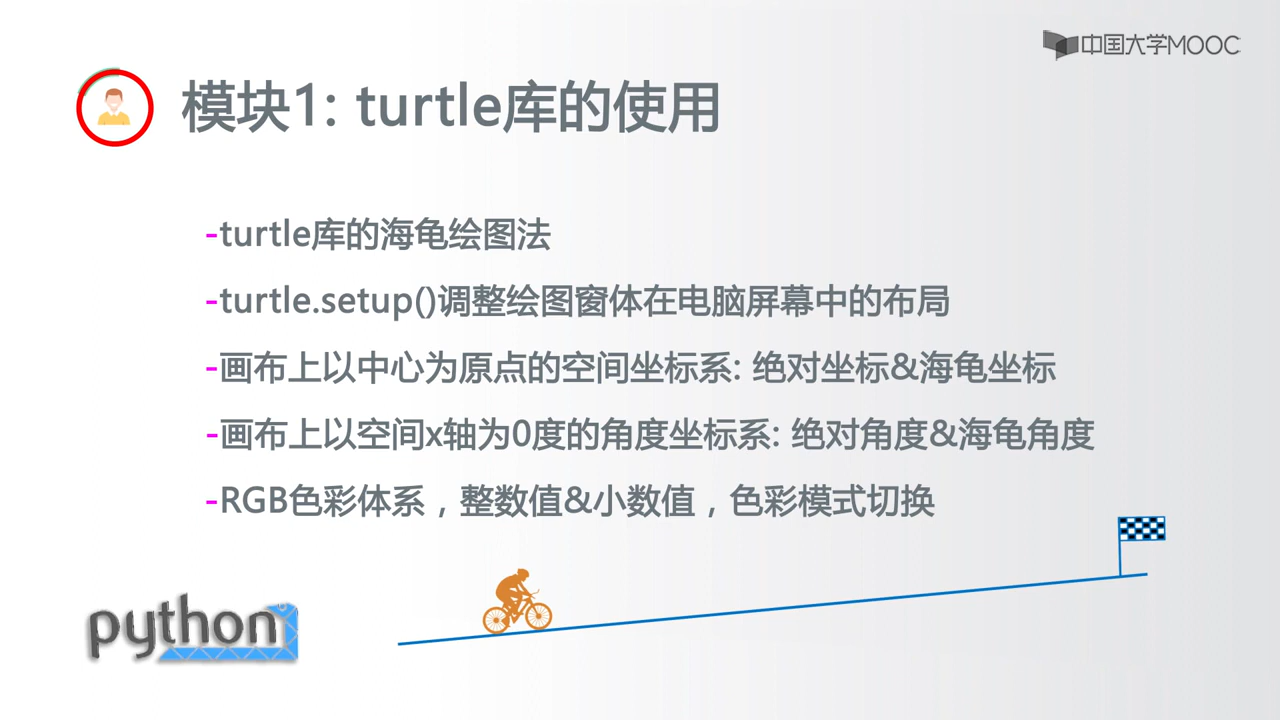 中国大学MOOC
模块1: turtle库的使用
-turtle库的海龟绘图法
-turtle.setup()调整绘图窗体在电脑屏幕中的布局
-画布上以中心为原点的空间坐标系: 绝对坐标&海龟坐标
-画布上以空间x轴为0度的角度坐标系: 绝对角度&海龟角度
-RGB色彩体系，整数值&小数值，色彩模式切换
python